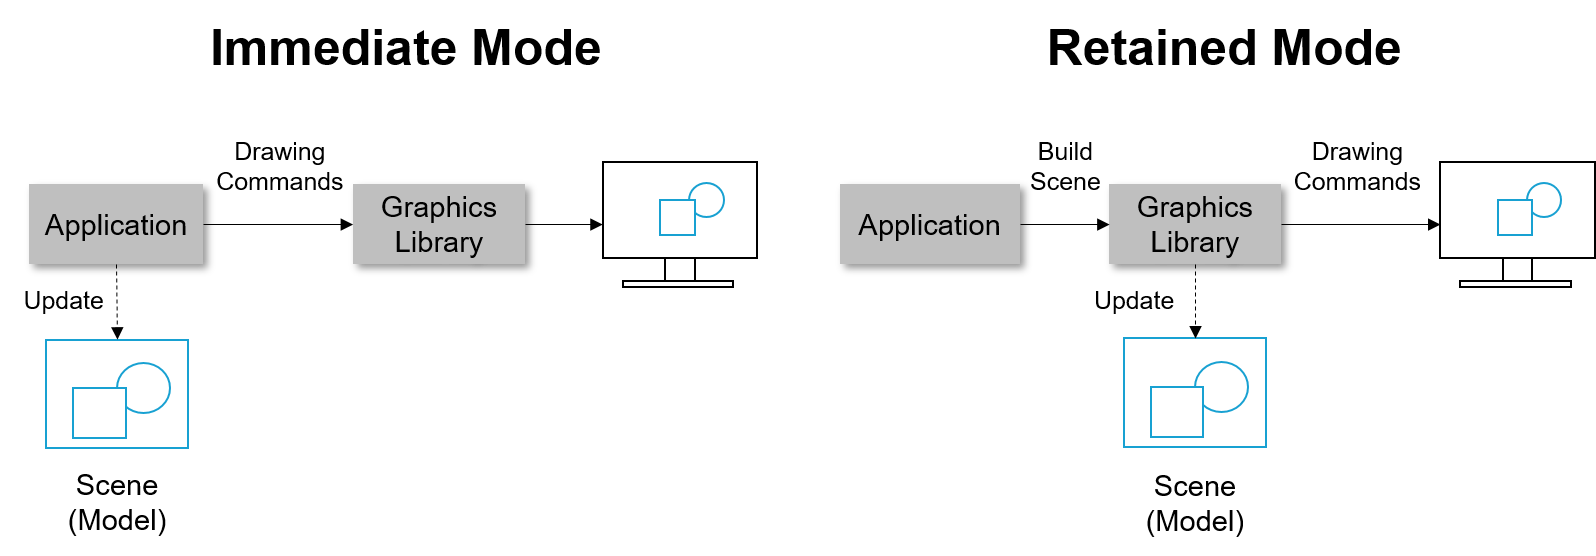 Immediate Mode
Drawing
Commands
Application
Graphics
Library
Update
Scene
(Model)
Retained Mode
Build
Scene
Drawing
Commands
Application
Graphics
Library
Update
Scene
(Model)